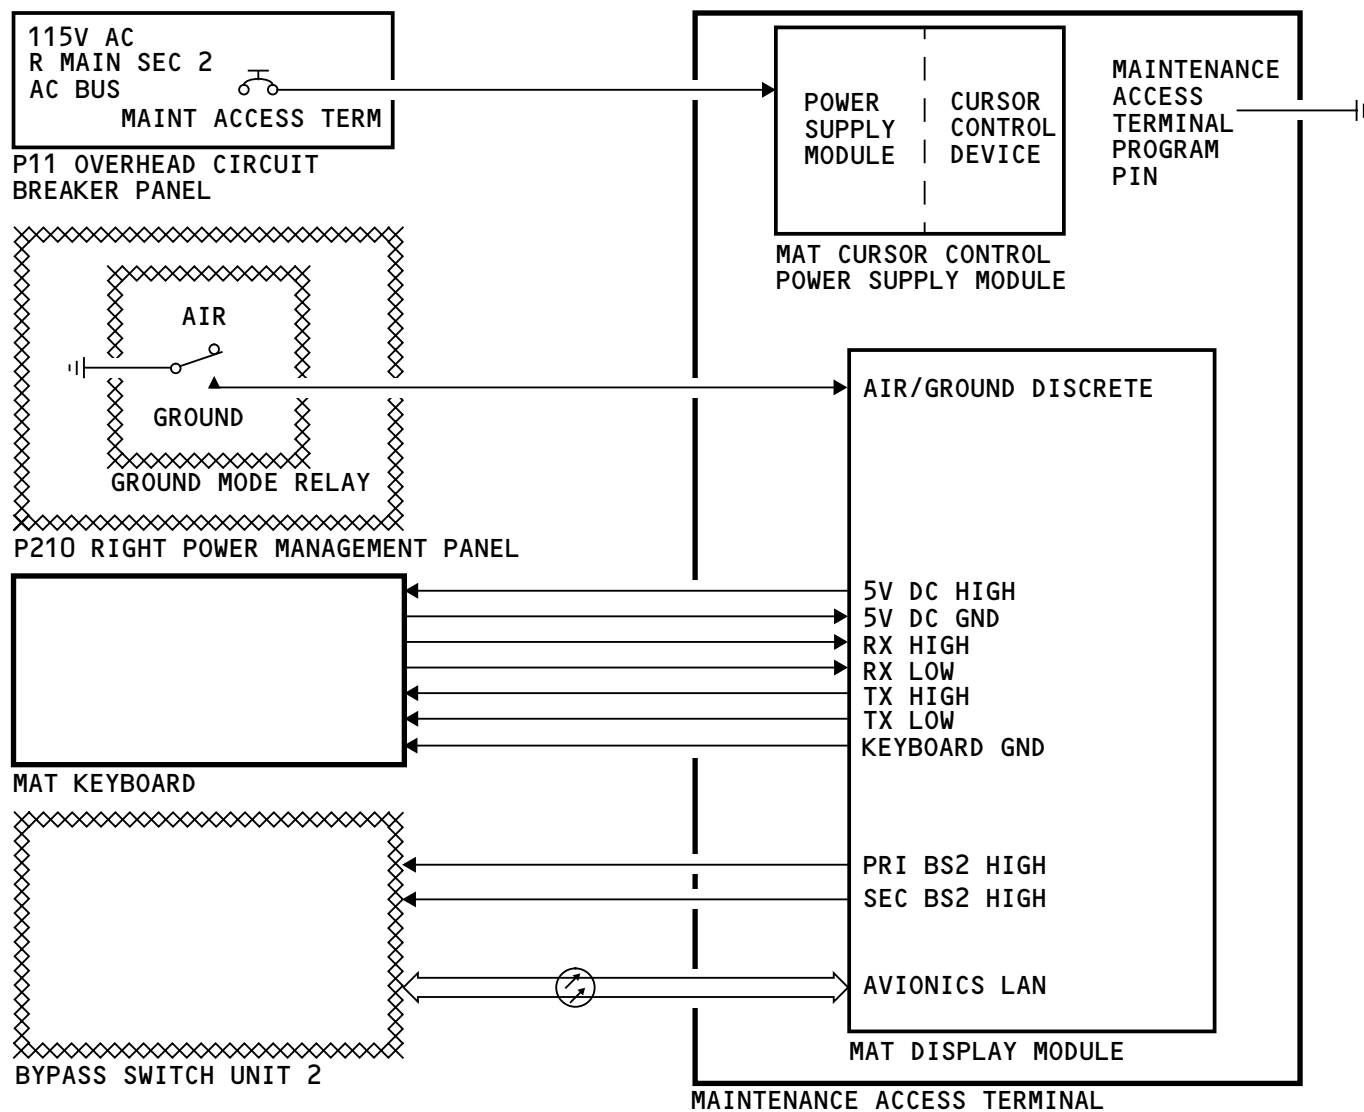 115V AC
R MAIN SEC 2
AC BUS
MAINT ACCESS TERM
P11 OVERHEAD CIRCUIT
BREAKER PANEL
POWER
SUPPLY
MODULE
CURSOR
CONTROL
DEVICE
MAT CURSOR CONTROL
POWER SUPPLY MODULE
MAINTENANCE
ACCESS
TERMINAL
PROGRAM
PIN
AIR
GROUND
GROUND MODE RELAY
P210 RIGHT POWER MANAGEMENT PANEL
AIR/GROUND DISCRETE
5V DC HIGH
5V DC GND
RX HIGH
RX LOW
TX HIGH
TX LOW
KEYBOARD GND
MAT KEYBOARD
PRI BS2 HIGH
SEC BS2 HIGH
AVIONICS LAN
MAT DISPLAY MODULE
BYPASS SWITCH UNIT 2
MAINTENANCE ACCESS TERMINAL